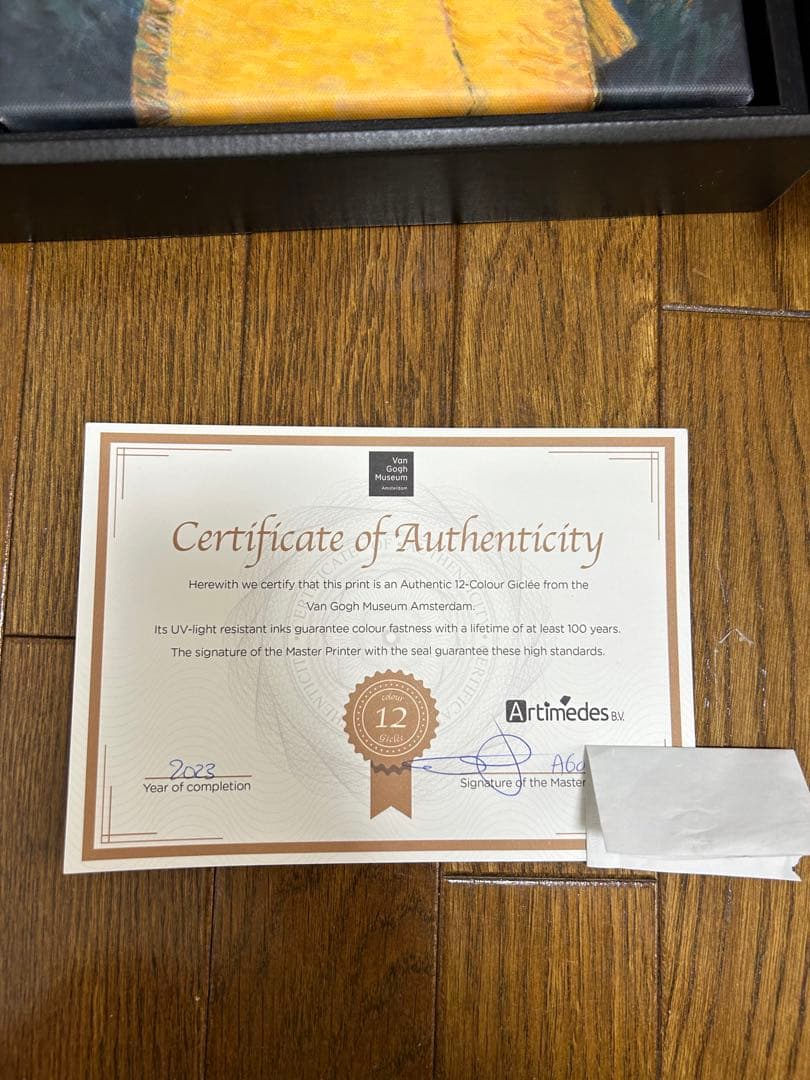 Van
Gogh
Museum
Amsterdam
Certificate of Authenticity
Herewith we certify that this print is an Authentic 12-Colour Giclée from the
Van Gogh Museum Amsterdam.
Its UV-light resistant inks guarantee colour fastness with a lifetime of at least 100 years.
The signature of the Master Printer with the seal guarantee these high standards.
colour
12
Giclée
Artimedes B.V.
2023
Year of completion
Signature of the Master